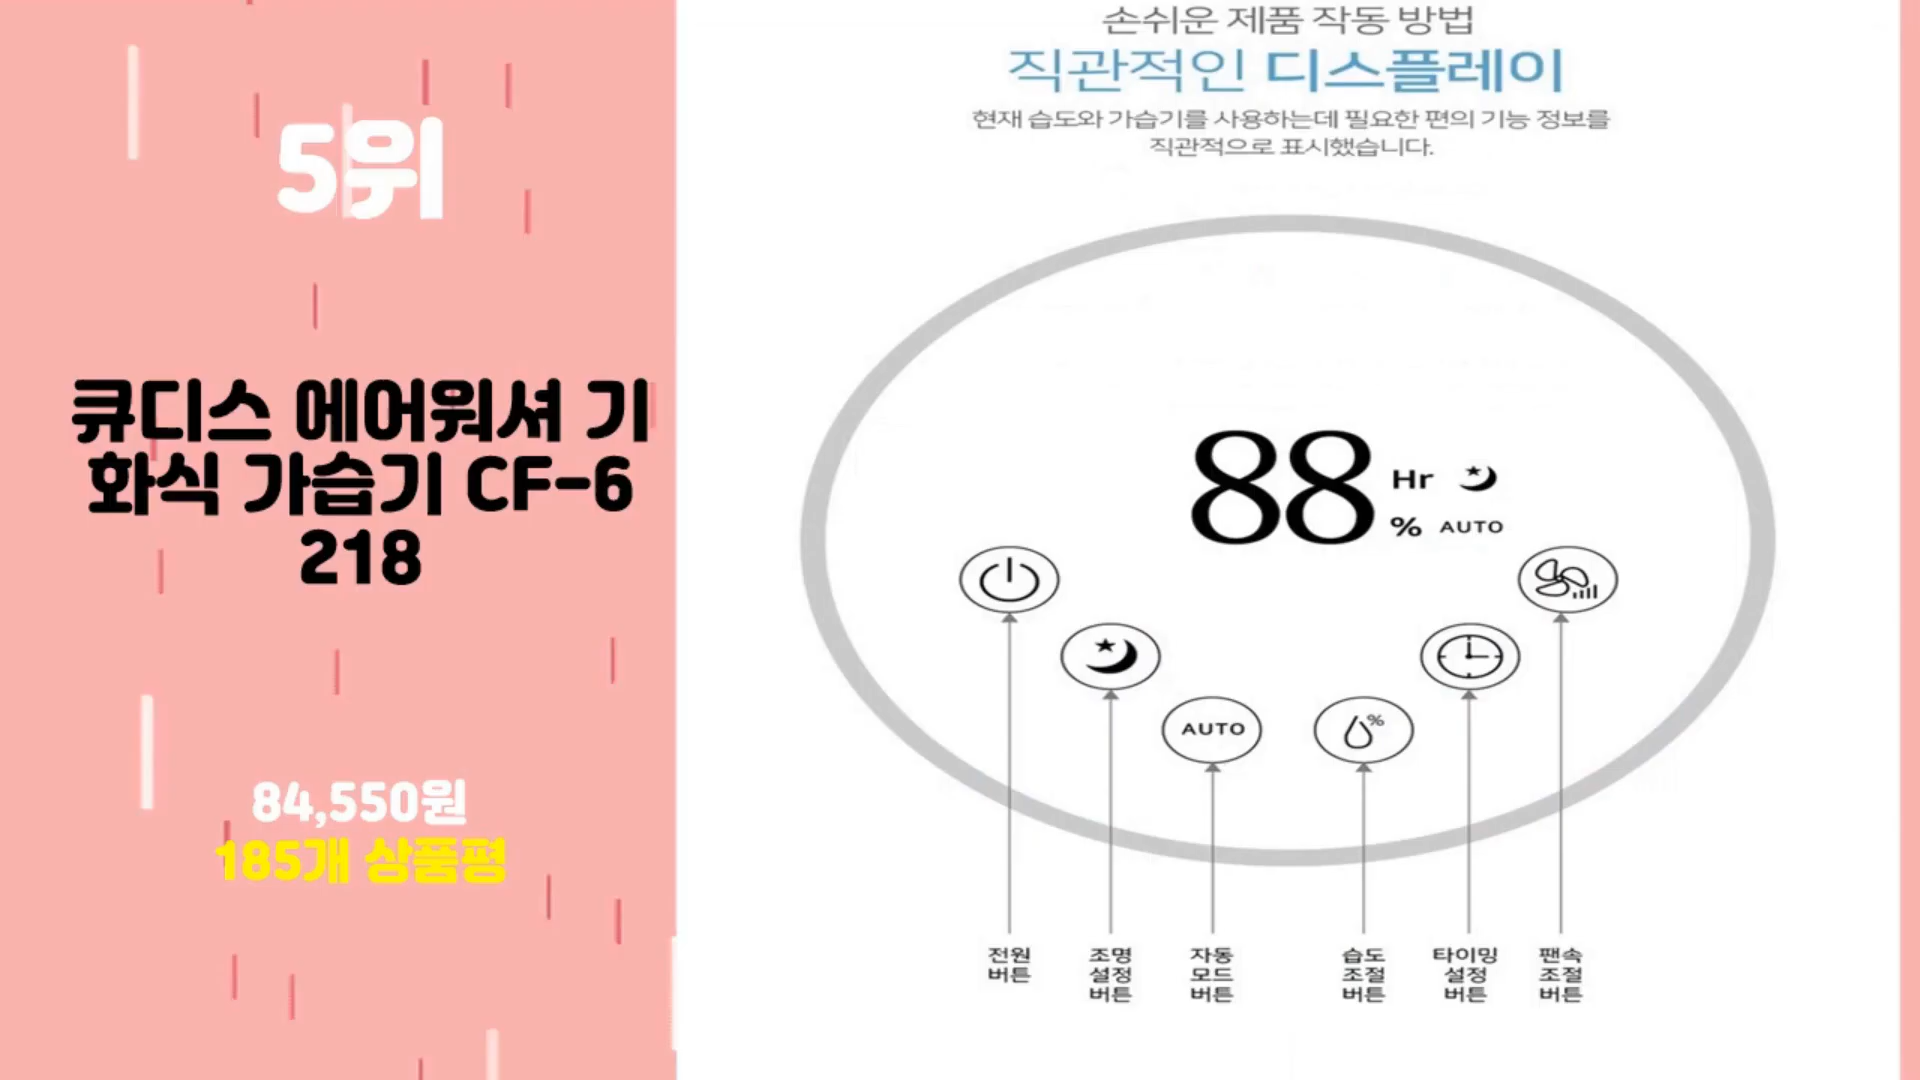 5위
큐디스 에어워셔 기
화식 가습기 CF-6
218
84,550원
185개 상품평
손쉬운 제품 작동 방법
직관적인 디스플레이
현재 습도와 가습기를 사용하는데 필요한 편의 기능 정보를
직관적으로 표시했습니다.
88 Hr
% AUTO
AUTO
%
전원
버튼
조명
설정
버튼
자동
모드
버튼
습도
조절
버튼
타이밍
설정
버튼
팬속
조절
버튼